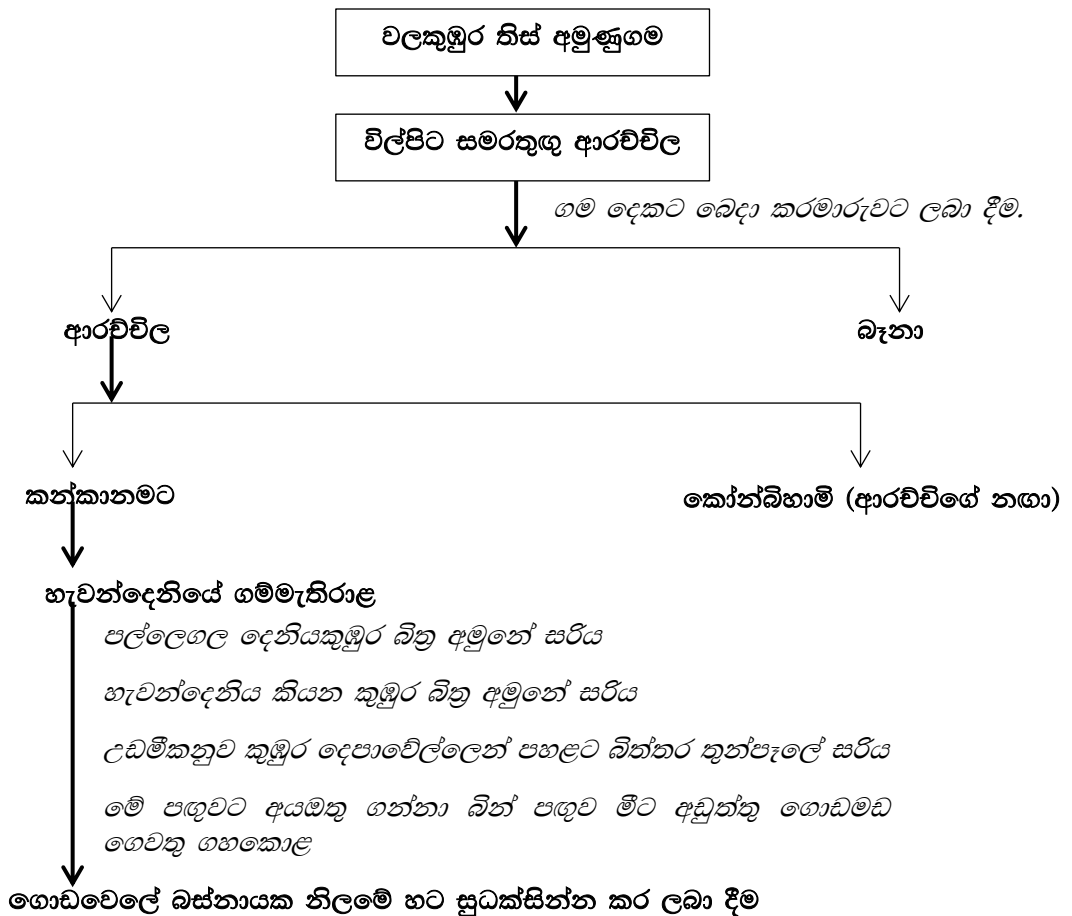 වලකුඹුර තිස් අමුණුගම
විල්පිට සමරතුඟු ආරච්චිල
ගම දෙකට බෙදා කරමාරුවට ලබා දීම.
ආරච්චිල
බෑනා
කන්කානමට
කෝන්බිහාමි (ආරච්චිගේ නඟා)
හැවන්දෙනියේ ගම්මැතිරාළ
පල්ලෙගල දෙනියකුඹුර බිත්‍ර අමුනේ සරිය
හැවන්දෙනිය කියන කුඹුර බිත්‍ර අමුනේ සරිය
උඩමීකනුව කුඹුර දෙපාවේල්ලෙන් පහළට බිත්තර තුන්පෑලේ සරිය
මේ පඟුවට අයඔතු ගන්නා බින් පඟුව මීට අඩුත්තු ගොඩමඩ
ගෙවතු ගහකොළ
ගොඩවෙලේ බස්නායක නිලමේ හට සුධක්සින්න කර ලබා දීම